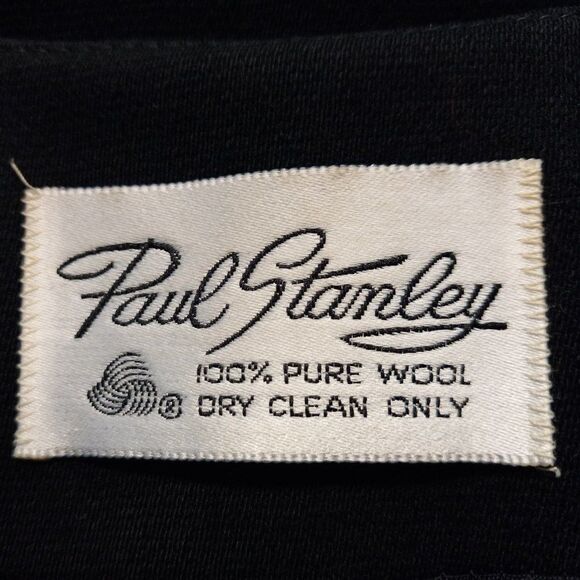 Paul Stanley
100% PURE WOOL
® DRY CLEAN ONLY